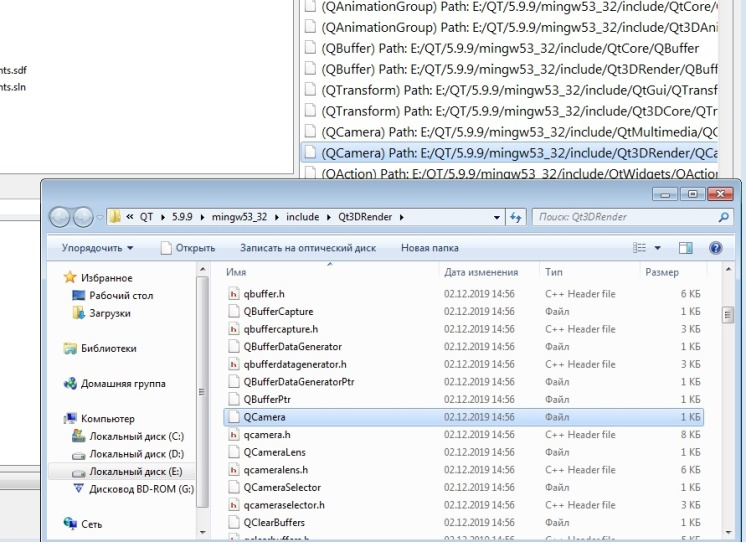 (QAnimationGroup) Path: E:/QT/5.9.9/mingw53_32/include/QtCore/
(QAnimationGroup) Path: E:/QT/5.9.9/mingw53_32/include/Qt3DAni
(QBuffer) Path: E:/QT/5.9.9/mingw53_32/include/QtCore/QBuffer
nts.sdf
(QBuffer) Path: E:/QT/5.9.9/mingw53_32/include/Qt3DRender/QBuff
nts.sln
(QTransform) Path: E:/QT/5.9.9/mingw53_32/include/QtGui/QTransf
(QTransform) Path: E:/QT/5.9.9/mingw53_32/include/Qt3DCore/QTr
(QCamera) Path: E:/QT/5.9.9/mingw53_32/include/QtMultimedia/QC
(QCamera) Path: E:/QT/5.9.9/mingw53_32/include/Qt3DRender/QCa
(QAction) Path: E:/QT/5.9.9/mingw53_32/include/QtWidgets/QAction
« QT 5.9.9 mingw53_32 include Qt3DRender Поиск: Qt3DRender
Упорядочить Открыть Записать на оптический диск Новая папка
Избранное
Рабочий стол
Загрузки
Библиотеки
Домашняя группа
Компьютер
Локальный диск (C:)
Локальный диск (D:)
Локальный диск (E:)
Дисковод BD-ROM (G:)
Сеть
Имя Дата изменения Тип Размер
qbuffer.h 02.12.2019 14:56 C++ Header file 6 КБ
QBufferCapture 02.12.2019 14:56 Файл 1 КБ
qbuffercapture.h 02.12.2019 14:56 C++ Header file 3 КБ
QBufferDataGenerator 02.12.2019 14:56 Файл 1 КБ
qbufferdatagenerator.h 02.12.2019 14:56 C++ Header file 3 КБ
QBufferDataGeneratorPtr 02.12.2019 14:56 Файл 1 КБ
QBufferPtr 02.12.2019 14:56 Файл 1 КБ
QCamera 02.12.2019 14:56 Файл 1 КБ
qcamera.h 02.12.2019 14:56 C++ Header file 8 КБ
QCameraLens 02.12.2019 14:56 Файл 1 КБ
qcameralens.h 02.12.2019 14:56 C++ Header file 6 КБ
QCameraSelector 02.12.2019 14:56 Файл 1 КБ
qcameraselector.h 02.12.2019 14:56 C++ Header file 3 КБ
QClearBuffers 02.12.2019 14:56 Файл 1 КБ